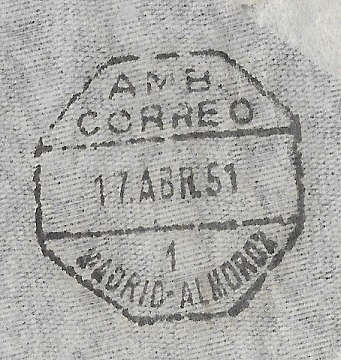 AMB.
CORREO
17.ABR.51
1
MADRID-ALMOROX